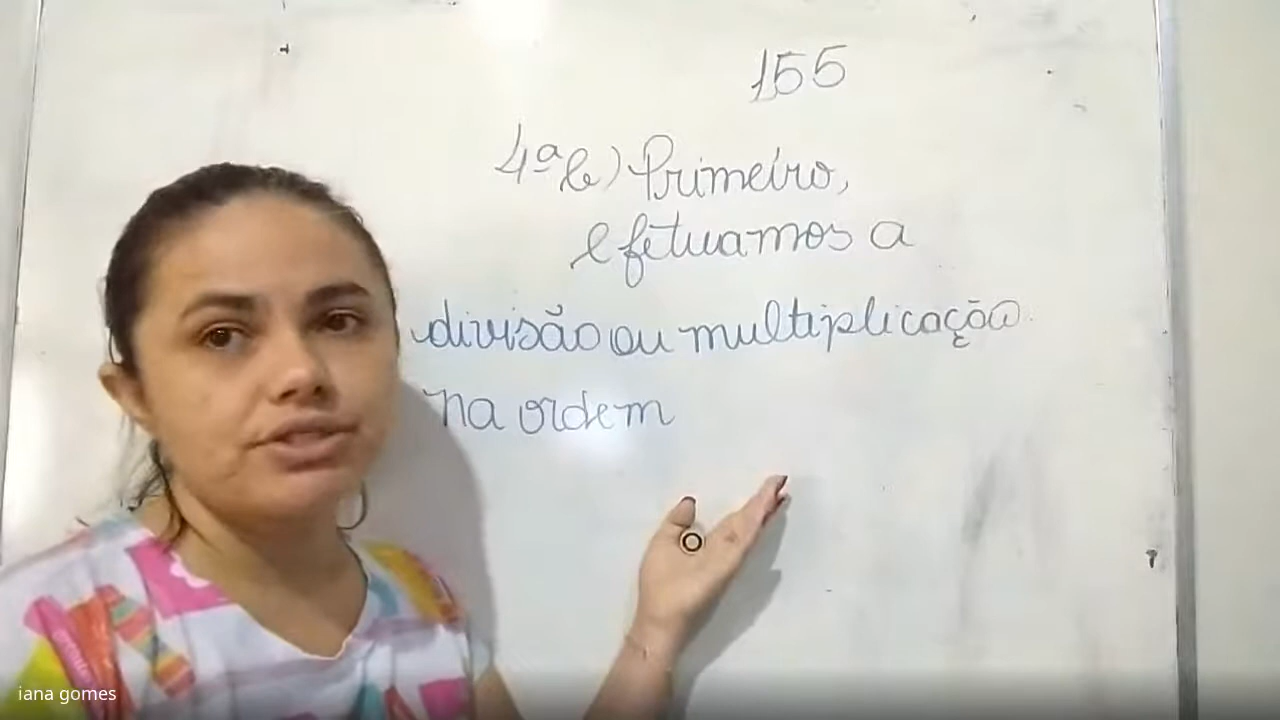 155
4ª b) Primeiro,
efetuamos a
divisão ou multiplicação
na ordem
iana gomes